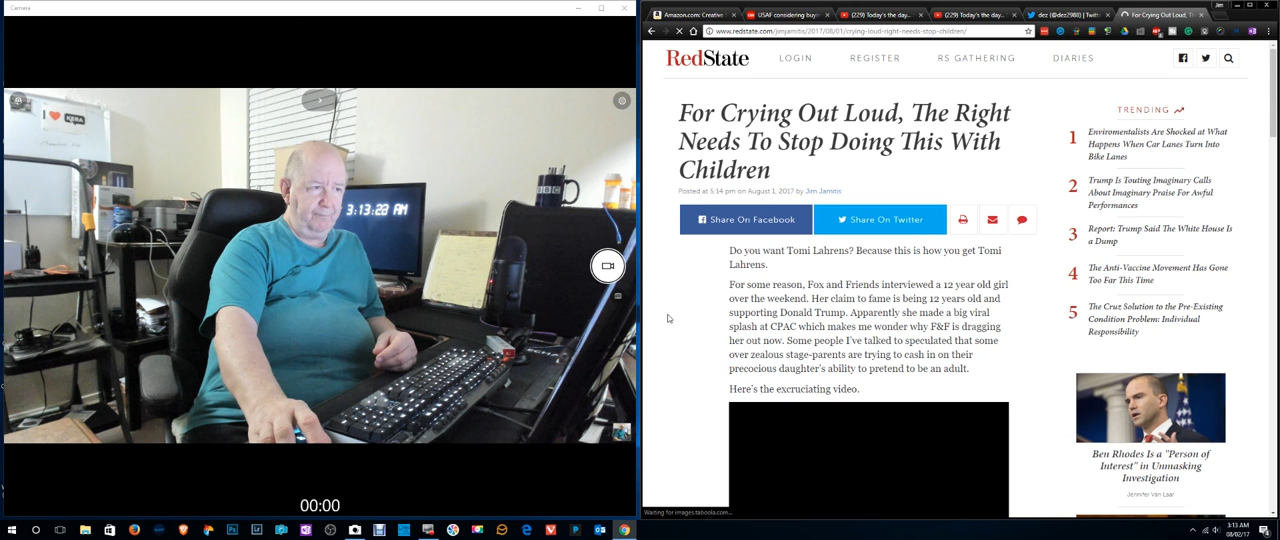 Camera
I ❤ KEBA
3:13:22 AM
BBC
00:00
Jim
Amazon.com: Creative
USAF considering buy
(229) Today's the day...
(229) Today's the day...
dez (@dez2988) | Twitt
For Crying Out Loud, T
www.redstate.com/jimjamitis/2017/08/01/crying-loud-right-needs-stop-children/
RedState
LOGIN
REGISTER
RS GATHERING
DIARIES
For Crying Out Loud, The Right
Needs To Stop Doing This With
Children
Posted at 5:14 pm on August 1, 2017 by Jim Jamitis
Share On Facebook
Share On Twitter
Do you want Tomi Lahrens? Because this is how you get Tomi
Lahrens.
For some reason, Fox and Friends interviewed a 12 year old girl
over the weekend. Her claim to fame is being 12 years old and
supporting Donald Trump. Apparently she made a big viral
splash at CPAC which makes me wonder why F&F is dragging
her out now. Some people I've talked to speculated that some
over zealous stage-parents are trying to cash in on their
precocious daughter's ability to pretend to be an adult.
Here's the excruciating video.
TRENDING
1 Enviromentalists Are Shocked at What
Happens When Car Lanes Turn Into
Bike Lanes
2 Trump Is Touting Imaginary Calls
About Imaginary Praise For Awful
Performances
3 Report: Trump Said The White House Is
a Dump
4 The Anti-Vaccine Movement Has Gone
Too Far This Time
5 The Cruz Solution to the Pre-Existing
Condition Problem: Individual
Responsibility
Ben Rhodes Is a "Person of
Interest" in Unmasking
Investigation
Jennifer Van Laar
Waiting for images.taboola.com...
3:13 AM
08/02/17